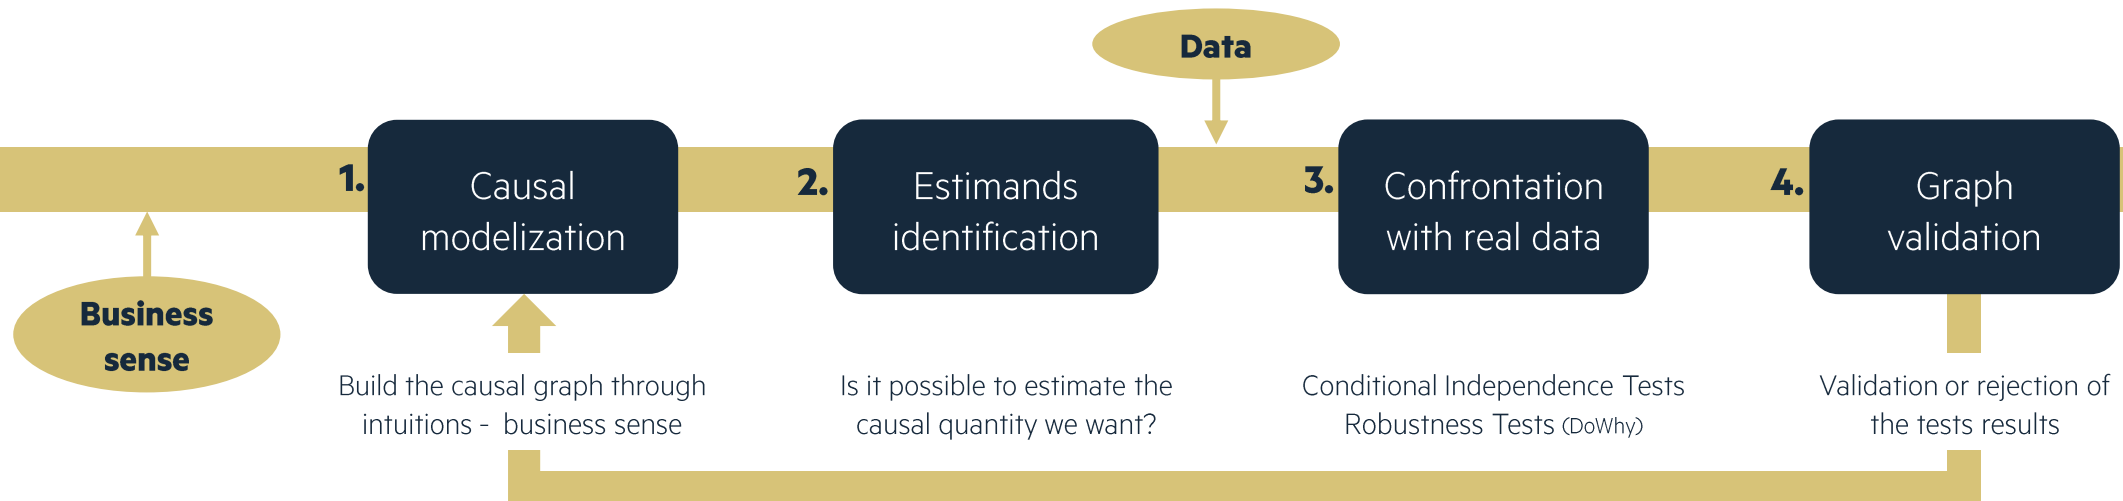 Data
1.
Causal
modelization
2.
Estimands
identification
3.
Confrontation
with real data
4.
Graph
validation
Business
sense
Build the causal graph through
intuitions - business sense
Is it possible to estimate the
causal quantity we want?
Conditional Independence Tests
Robustness Tests (DoWhy)
Validation or rejection of
the tests results